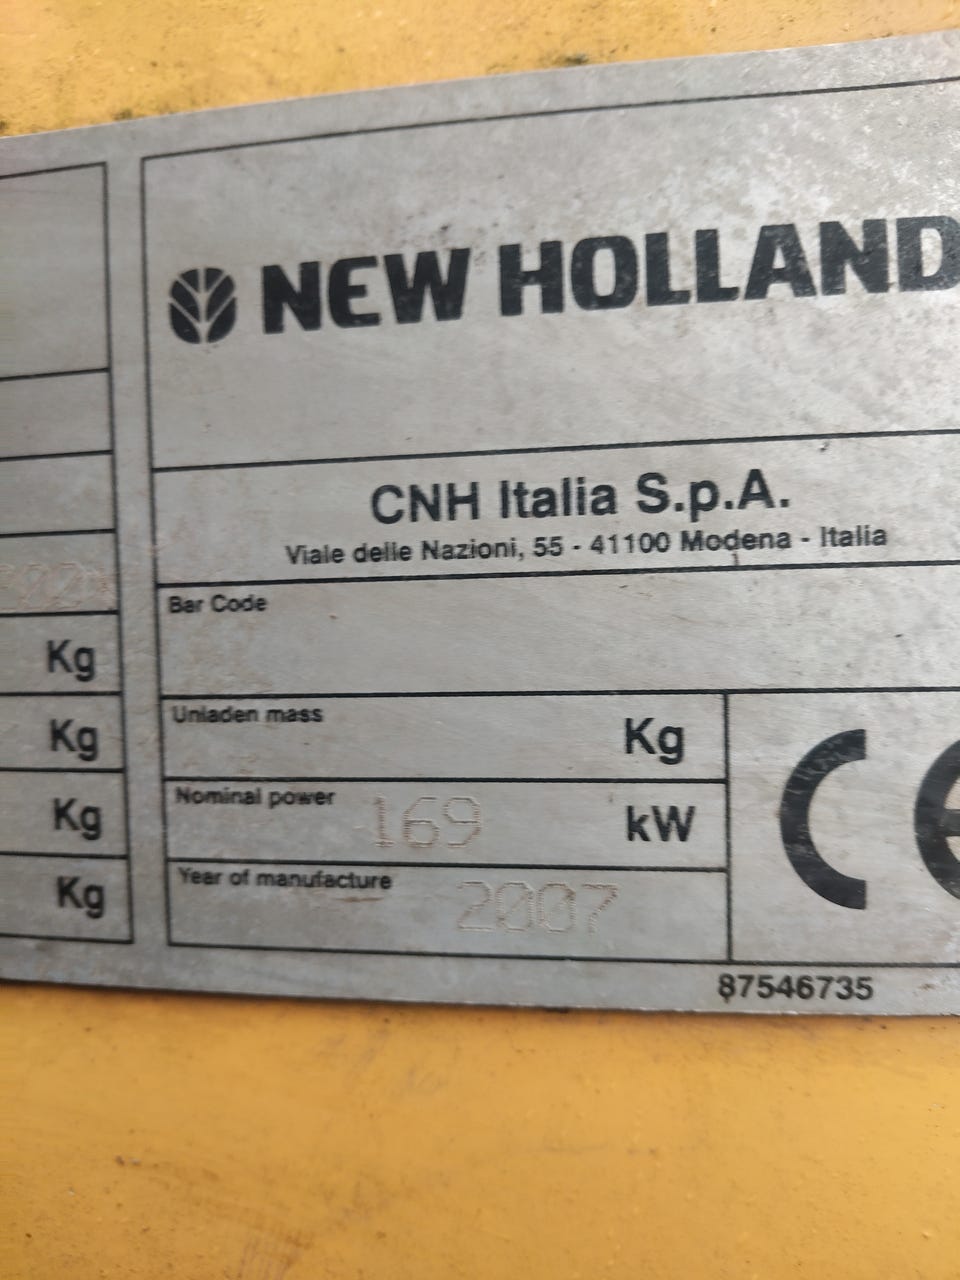 NEW HOLLAND
CNH Italia S.p.A.
Viale delle Nazioni, 55 - 41100 Modena - Italia
Bar Code
Kg
Unladen mass Kg
Kg
Nominal power 169 kW
Kg
Year of manufacture 2007
Kg
CE
87546735